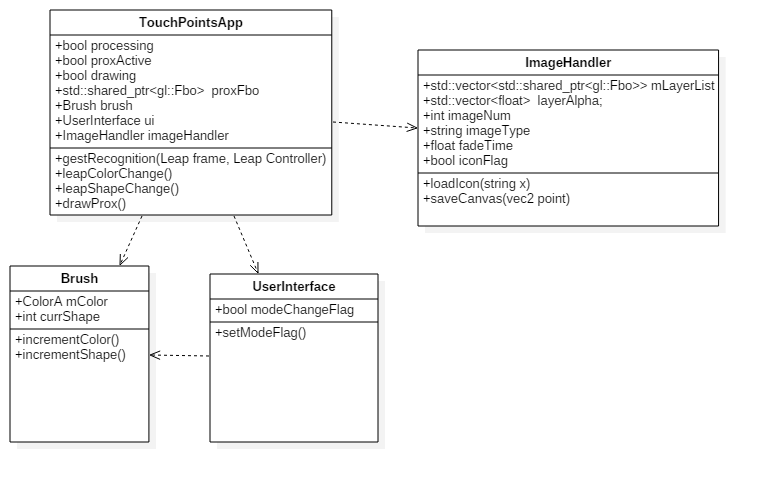 TouchPointsApp
+bool processing
+bool proxActive
+bool drawing
+std::shared_ptr<gl::Fbo>  proxFbo
+Brush brush
+UserInterface ui
+ImageHandler imageHandler
+gestRecognition(Leap frame, Leap Controller)
+leapColorChange()
+leapShapeChange()
+drawProx()
ImageHandler
+std::vector<std::shared_ptr<gl::Fbo>> mLayerList
+std::vector<float>  layerAlpha;
+int imageNum
+string imageType
+float fadeTime
+bool iconFlag
+loadIcon(string x)
+saveCanvas(vec2 point)
Brush
+ColorA mColor
+int currShape
+incrementColor()
+incrementShape()
UserInterface
+bool modeChangeFlag
+setModeFlag()